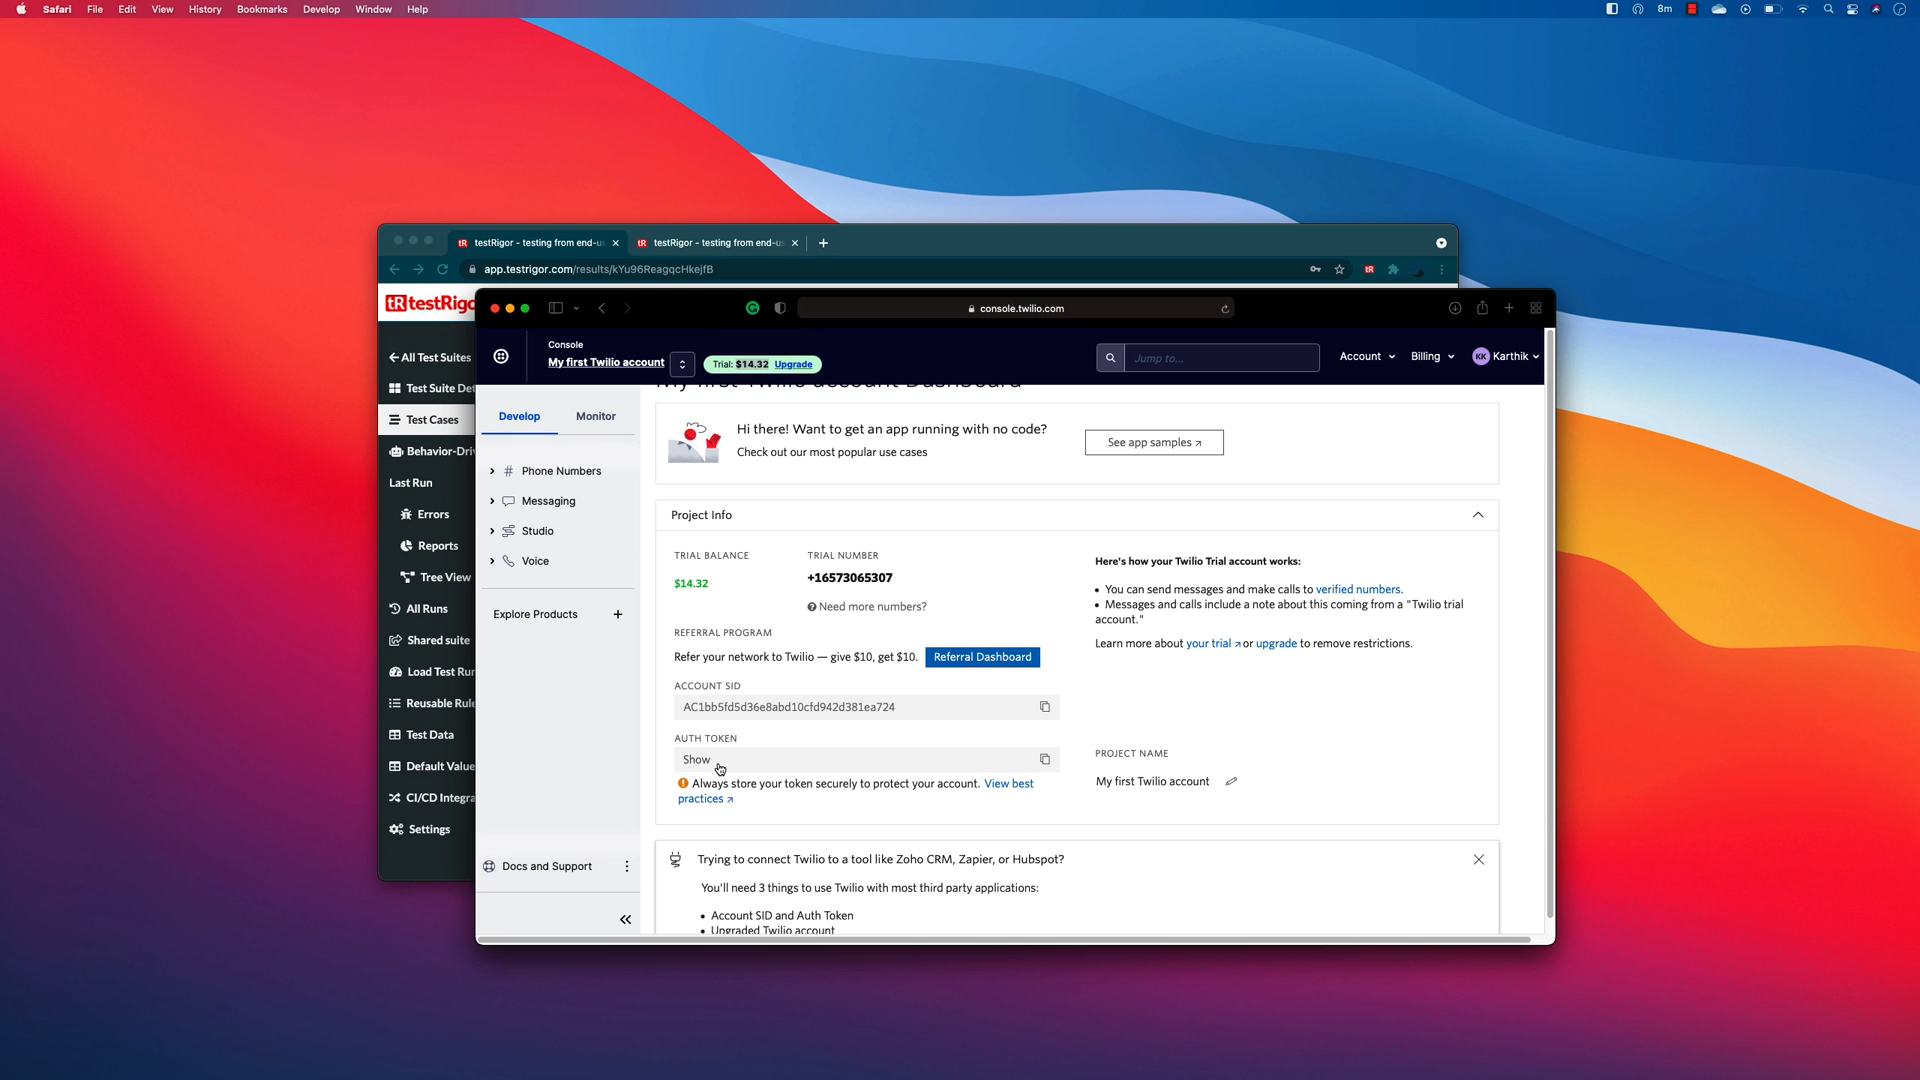 Safari File Edit View History Bookmarks Develop Window Help
8m
testRigor - testing from end-us
testRigor - testing from end-us
app.testrigor.com/results/kYu96ReagqcHkejfB
tR testRigo
All Test Suites
Test Suite Det
Test Cases
Behavior-Driv
Last Run
Errors
Reports
Tree View
All Runs
Shared suite
Load Test Run
Reusable Rule
Test Data
Default Value
CI/CD Integra
Settings
console.twilio.com
Console
My first Twilio account
Trial: $14.32 Upgrade
Jump to...
Account
Billing
KK Karthik
Develop
Monitor
# Phone Numbers
Messaging
Studio
Voice
Explore Products +
Docs and Support
My first Twilio account Dashboard
Hi there! Want to get an app running with no code?
Check out our most popular use cases
See app samples
Project Info
TRIAL BALANCE
$14.32
TRIAL NUMBER
+16573065307
Need more numbers?
REFERRAL PROGRAM
Refer your network to Twilio — give $10, get $10.
Referral Dashboard
ACCOUNT SID
AC1bb5fd5d36e8abd10cfd942d381ea724
AUTH TOKEN
Show
Always store your token securely to protect your account. View best
practices
Here's how your Twilio Trial account works:
• You can send messages and make calls to verified numbers.
• Messages and calls include a note about this coming from a "Twilio trial
account."
Learn more about your trial or upgrade to remove restrictions.
PROJECT NAME
My first Twilio account
Trying to connect Twilio to a tool like Zoho CRM, Zapier, or Hubspot?
You'll need 3 things to use Twilio with most third party applications:
• Account SID and Auth Token
• Upgraded Twilio account